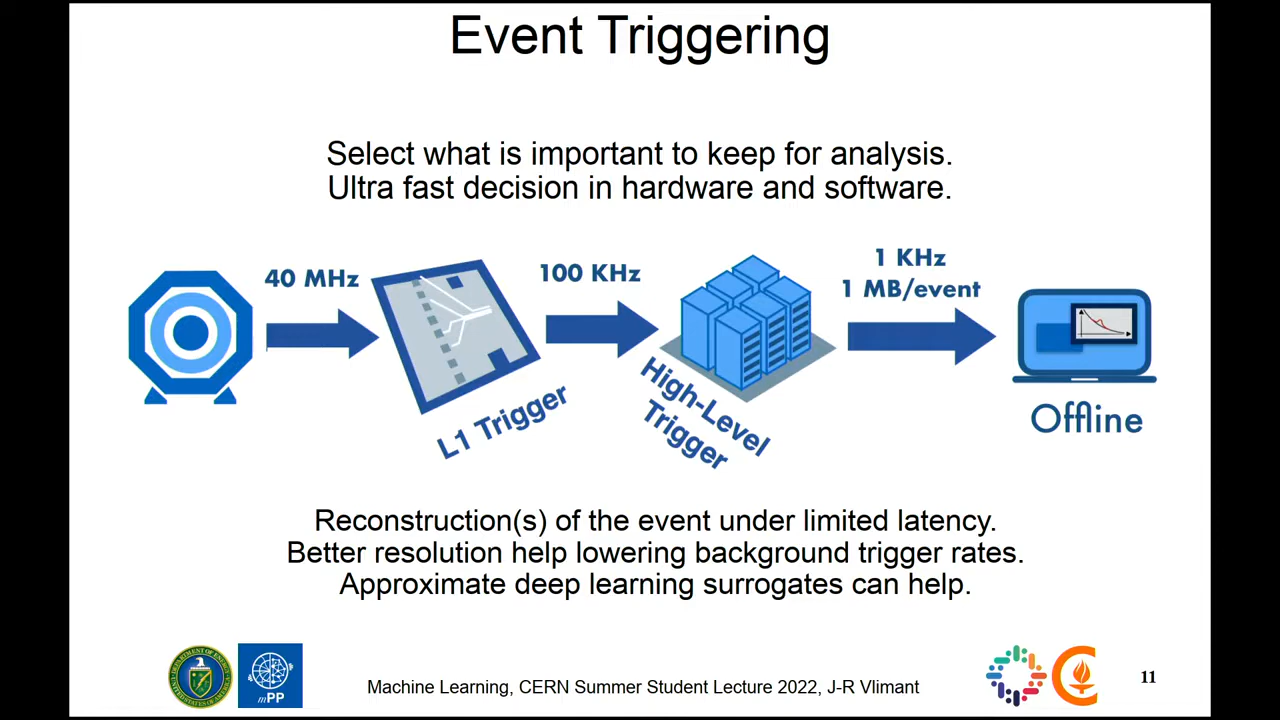 Event Triggering
Select what is important to keep for analysis.
Ultra fast decision in hardware and software.
40 MHz
100 KHz
1 KHz
1 MB/event
L1 Trigger
High-Level
Trigger
Offline
Reconstruction(s) of the event under limited latency.
Better resolution help lowering background trigger rates.
Approximate deep learning surrogates can help.
mPP
Machine Learning, CERN Summer Student Lecture 2022, J-R Vlimant
11